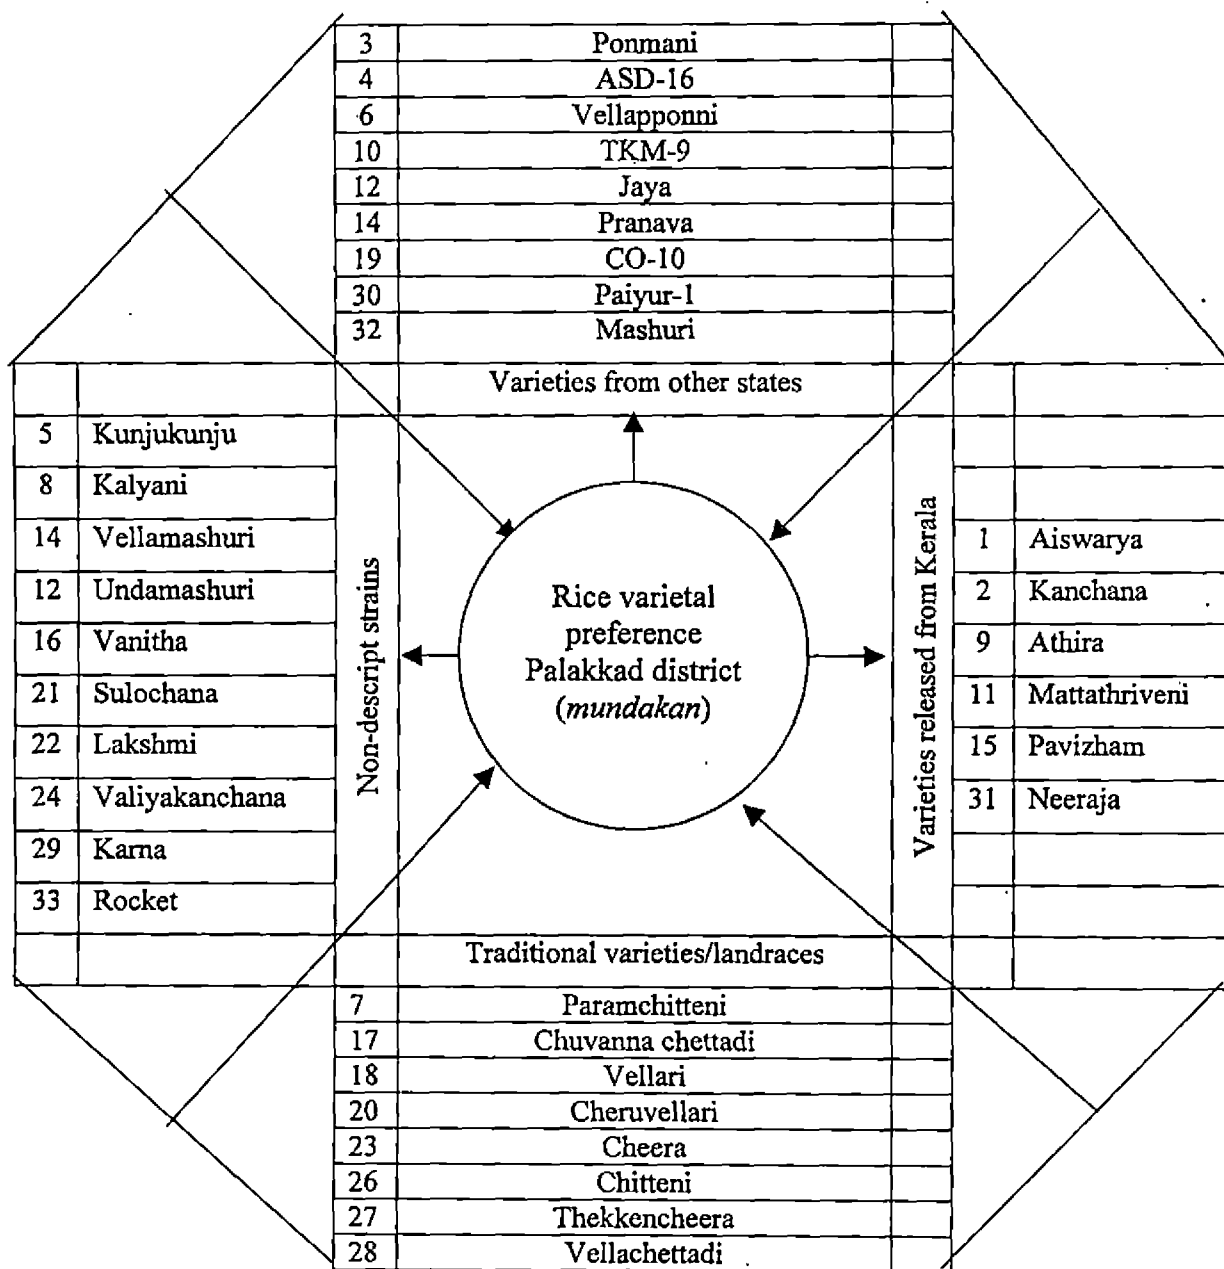 3 Ponmani
4 ASD-16
6 Vellapponni
10 TKM-9
12 Jaya
14 Pranava
19 CO-10
30 Paiyur-1
32 Mashuri
Varieties from other states
5 Kunjukunju
8 Kalyani
14 Vellamashuri
12 Undamashuri
16 Vanitha
21 Sulochana
22 Lakshmi
24 Valiyakanchana
29 Karna
33 Rocket
Non-descript strains
Rice varietal
preference
Palakkad district
(mundakan)
Varieties released from Kerala
1 Aiswarya
2 Kanchana
9 Athira
11 Mattathriveni
15 Pavizham
31 Neeraja
Traditional varieties/landraces
7 Paramchitteni
17 Chuvanna chettadi
18 Vellari
20 Cheruvellari
23 Cheera
26 Chitteni
27 Thekkencheera
28 Vellachettadi